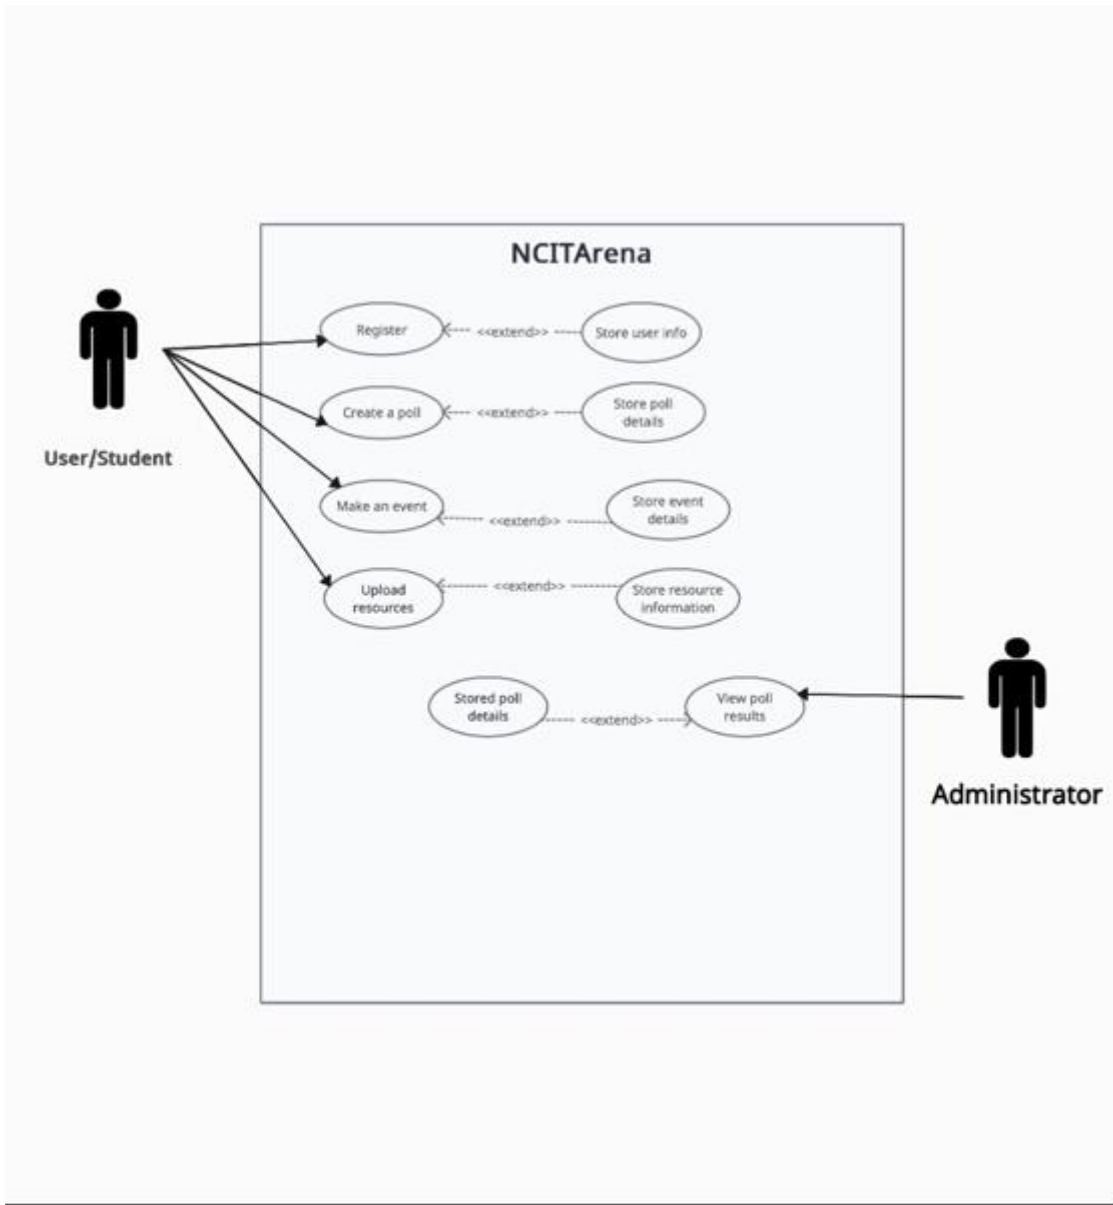 NCITArena
Register
<<extend>>
Store user info
Create a poll
<<extend>>
Store poll
details
User/Student
Make an event
<<extend>>
Store event
details
Upload
resources
<<extend>>
Store resource
information
Stored poll
details
<<extend>>
View poll
results
Administrator